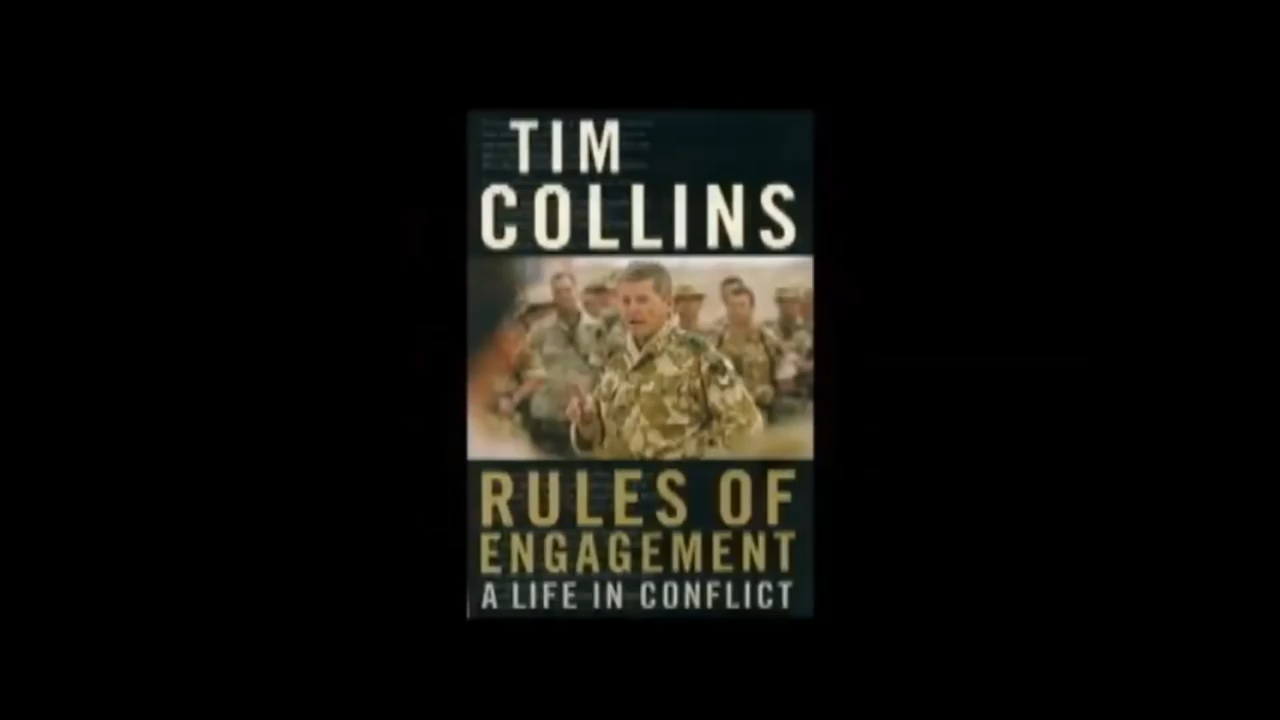 TIM
COLLINS
RULES OF
ENGAGEMENT
A LIFE IN CONFLICT